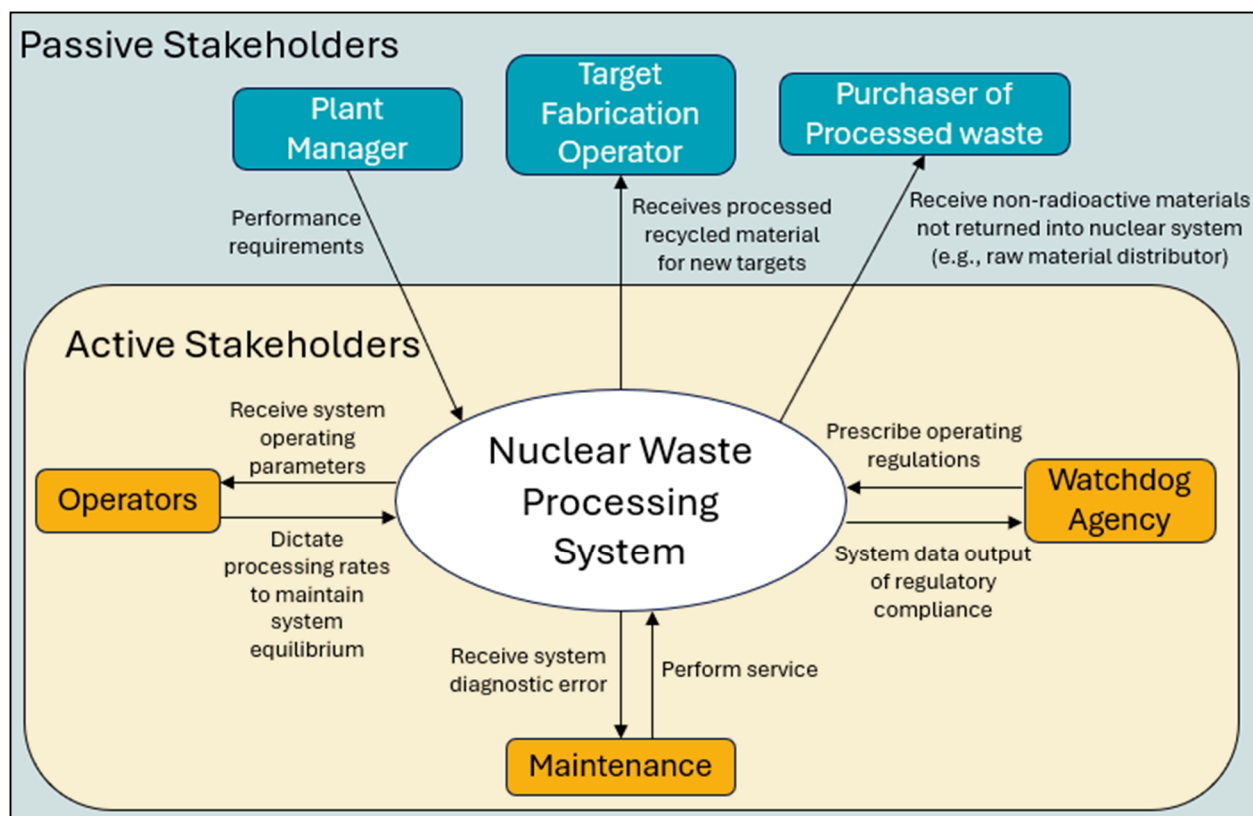 Passive Stakeholders
Plant
Manager
Target
Fabrication
Operator
Purchaser of
Processed waste
Performance
requirements
Receives processed
recycled material
for new targets
Receive non-radioactive materials
not returned into nuclear system
(e.g., raw material distributor)
Active Stakeholders
Receive system
operating
parameters
Operators
Dictate
processing rates
to maintain
system
equilibrium
Nuclear Waste
Processing
System
Prescribe operating
regulations
Watchdog
Agency
System data output
of regulatory
compliance
Receive system
diagnostic error
Perform service
Maintenance